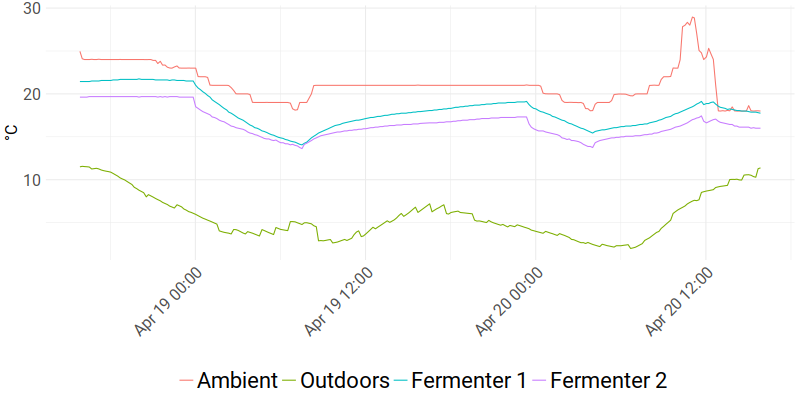 30
20
10
°C
Apr 19 00:00
Apr 19 12:00
Apr 20 00:00
Apr 20 12:00
Ambient Outdoors Fermenter 1 Fermenter 2